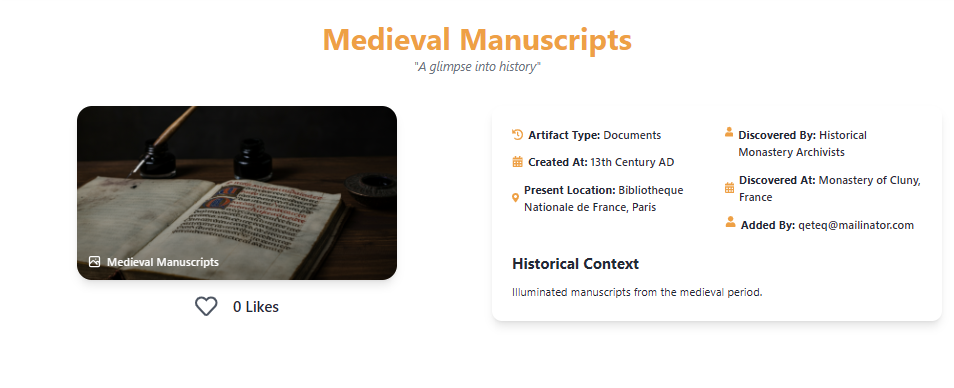 Medieval Manuscripts
"A glimpse into history"
Medieval Manuscripts
0 Likes
Artifact Type: Documents
Created At: 13th Century AD
Present Location: Bibliotheque
Nationale de France, Paris
Discovered By: Historical
Monastery Archivists
Discovered At: Monastery of Cluny,
France
Added By: qeteq@mailinator.com
Historical Context
Illuminated manuscripts from the medieval period.